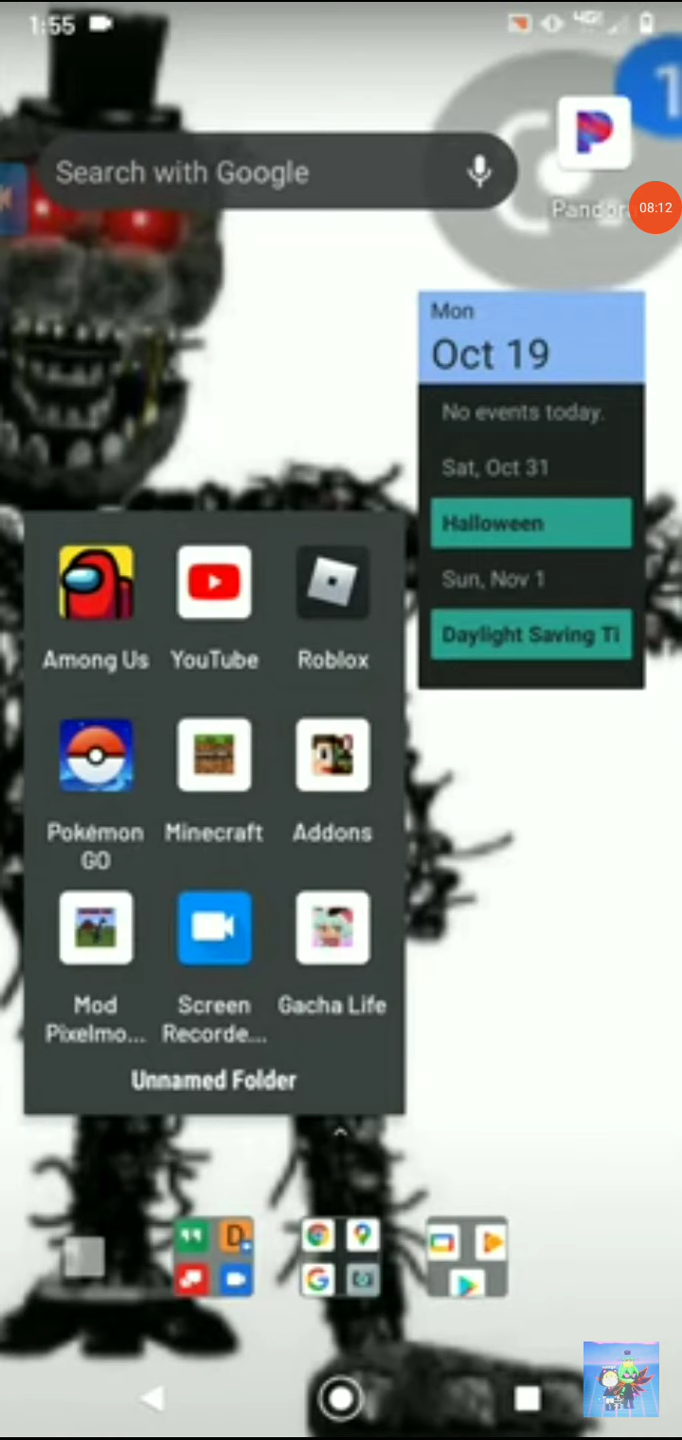 1:55
4G
1
Search with Google
08:12
Mon
Oct 19
No events today.
Sat, Oct 31
Halloween
Sun, Nov 1
Daylight Saving Ti
Among Us
YouTube
Roblox
Pokémon
GO
Minecraft
Addons
Mod
Pixelmo...
Screen
Recorde...
Gacha Life
Unnamed Folder